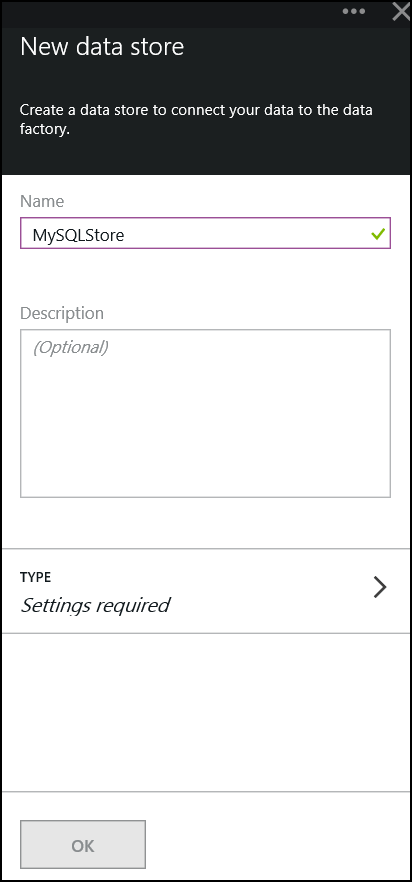 New data store
Create a data store to connect your data to the data
factory.
Name
MySQLStore
Description
(Optional)
TYPE
Settings required
OK